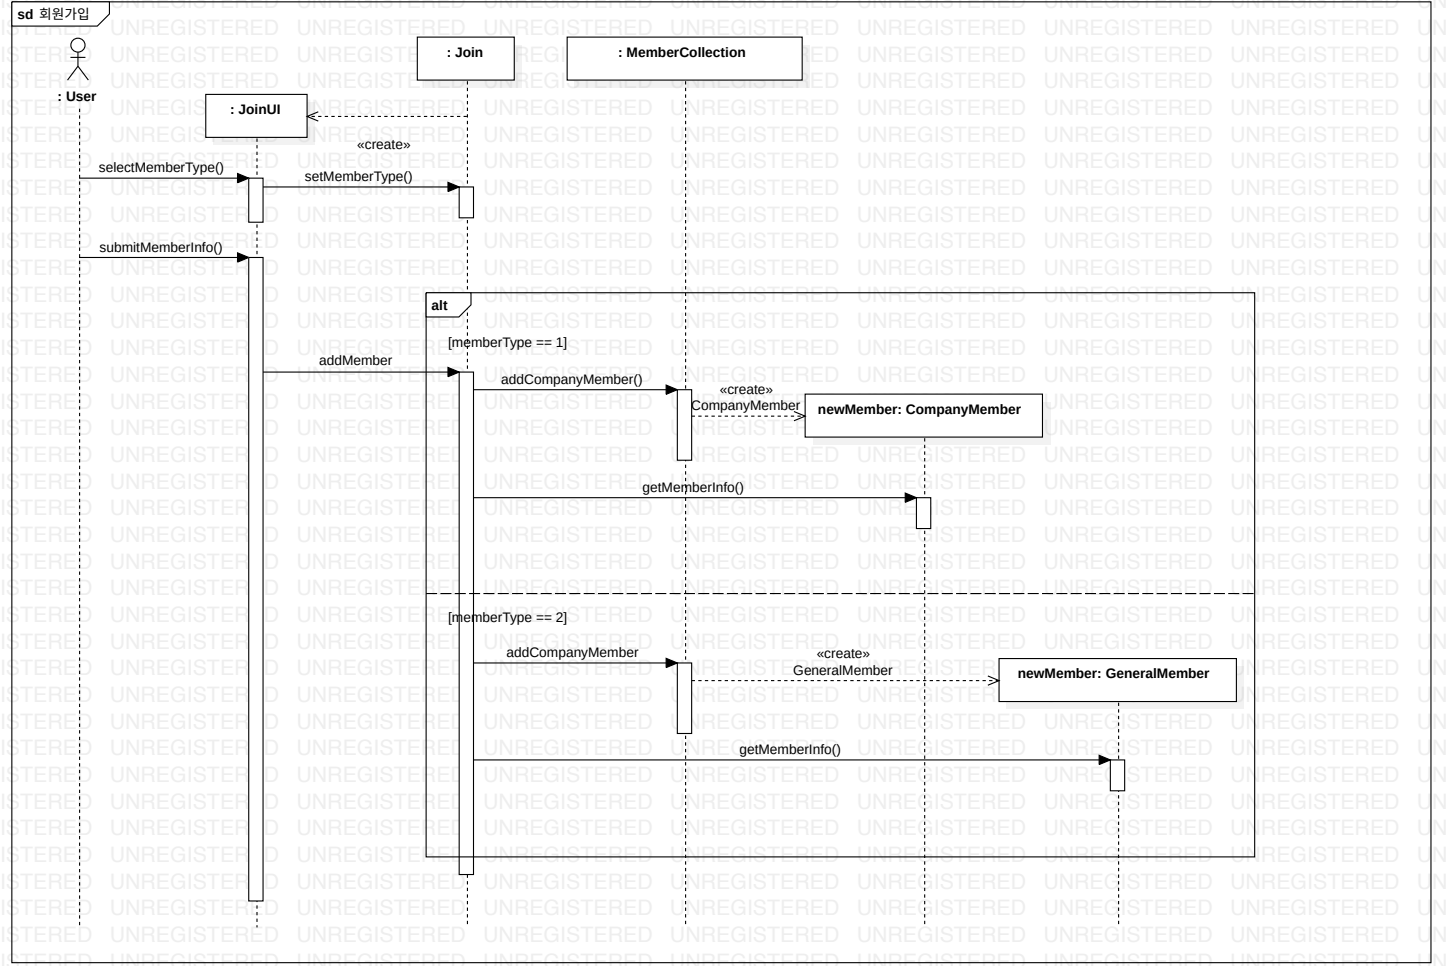 sd 회원가입
: User
: Join
: MemberCollection
: JoinUI
«create»
selectMemberType()
setMemberType()
submitMemberInfo()
alt
[memberType == 1]
addMember
addCompanyMember()
«create»
CompanyMember
newMember: CompanyMember
getMemberInfo()
[memberType == 2]
addCompanyMember
«create»
GeneralMember
newMember: GeneralMember
getMemberInfo()
UNREGISTERED